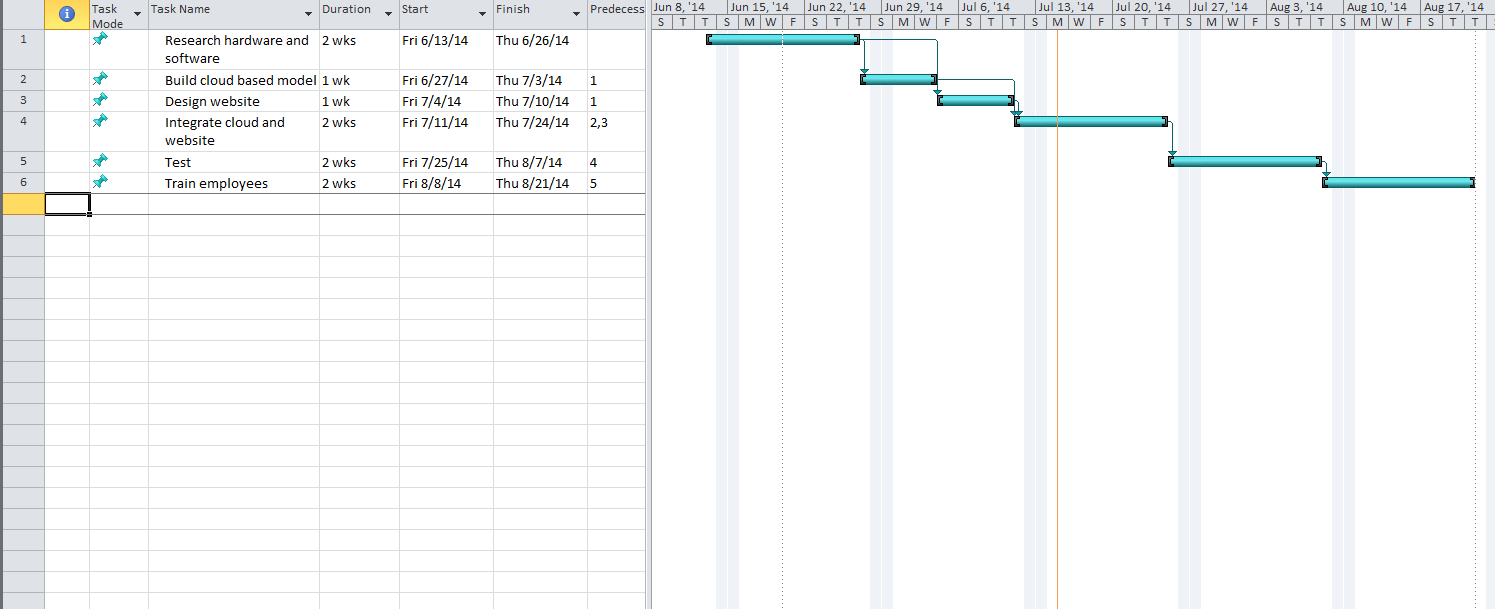 Task Mode Task Name Duration Start Finish Predecess
1 Research hardware and software 2 wks Fri 6/13/14 Thu 6/26/14
2 Build cloud based model 1 wk Fri 6/27/14 Thu 7/3/14 1
3 Design website 1 wk Fri 7/4/14 Thu 7/10/14 1
4 Integrate cloud and website 2 wks Fri 7/11/14 Thu 7/24/14 2,3
5 Test 2 wks Fri 7/25/14 Thu 8/7/14 4
6 Train employees 2 wks Fri 8/8/14 Thu 8/21/14 5
Jun 8, '14 Jun 15, '14 Jun 22, '14 Jun 29, '14 Jul 6, '14 Jul 13, '14 Jul 20, '14 Jul 27, '14 Aug 3, '14 Aug 10, '14 Aug 17, '14
S T T S M W F S T T S M W F S T T S M W F S T T S M W F S T T S M W F S T T